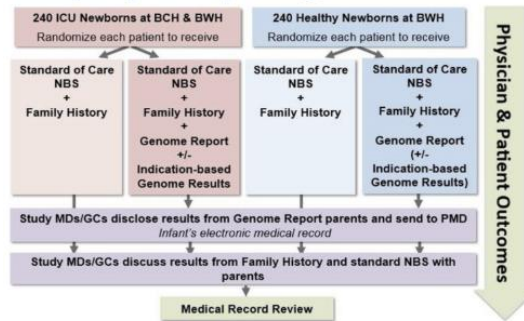 240 ICU Newborns at BCH & BWH
Randomize each patient to receive
240 Healthy Newborns at BWH
Randomize each patient to receive
Standard of Care
NBS
+
Family History
Standard of Care
NBS
+
Family History
+
Genome Report
+/-
Indication-based
Genome Results
Standard of Care
NBS
+
Family History
Standard of Care
NBS
+
Family History
+
Genome Report
(+/-
Indication-based
Genome Results)
Study MDs/GCs disclose results from Genome Report parents and send to PMD
Infant's electronic medical record
Study MDs/GCs discuss results from Family History and standard NBS with
parents
Medical Record Review
Physician & Patient Outcomes